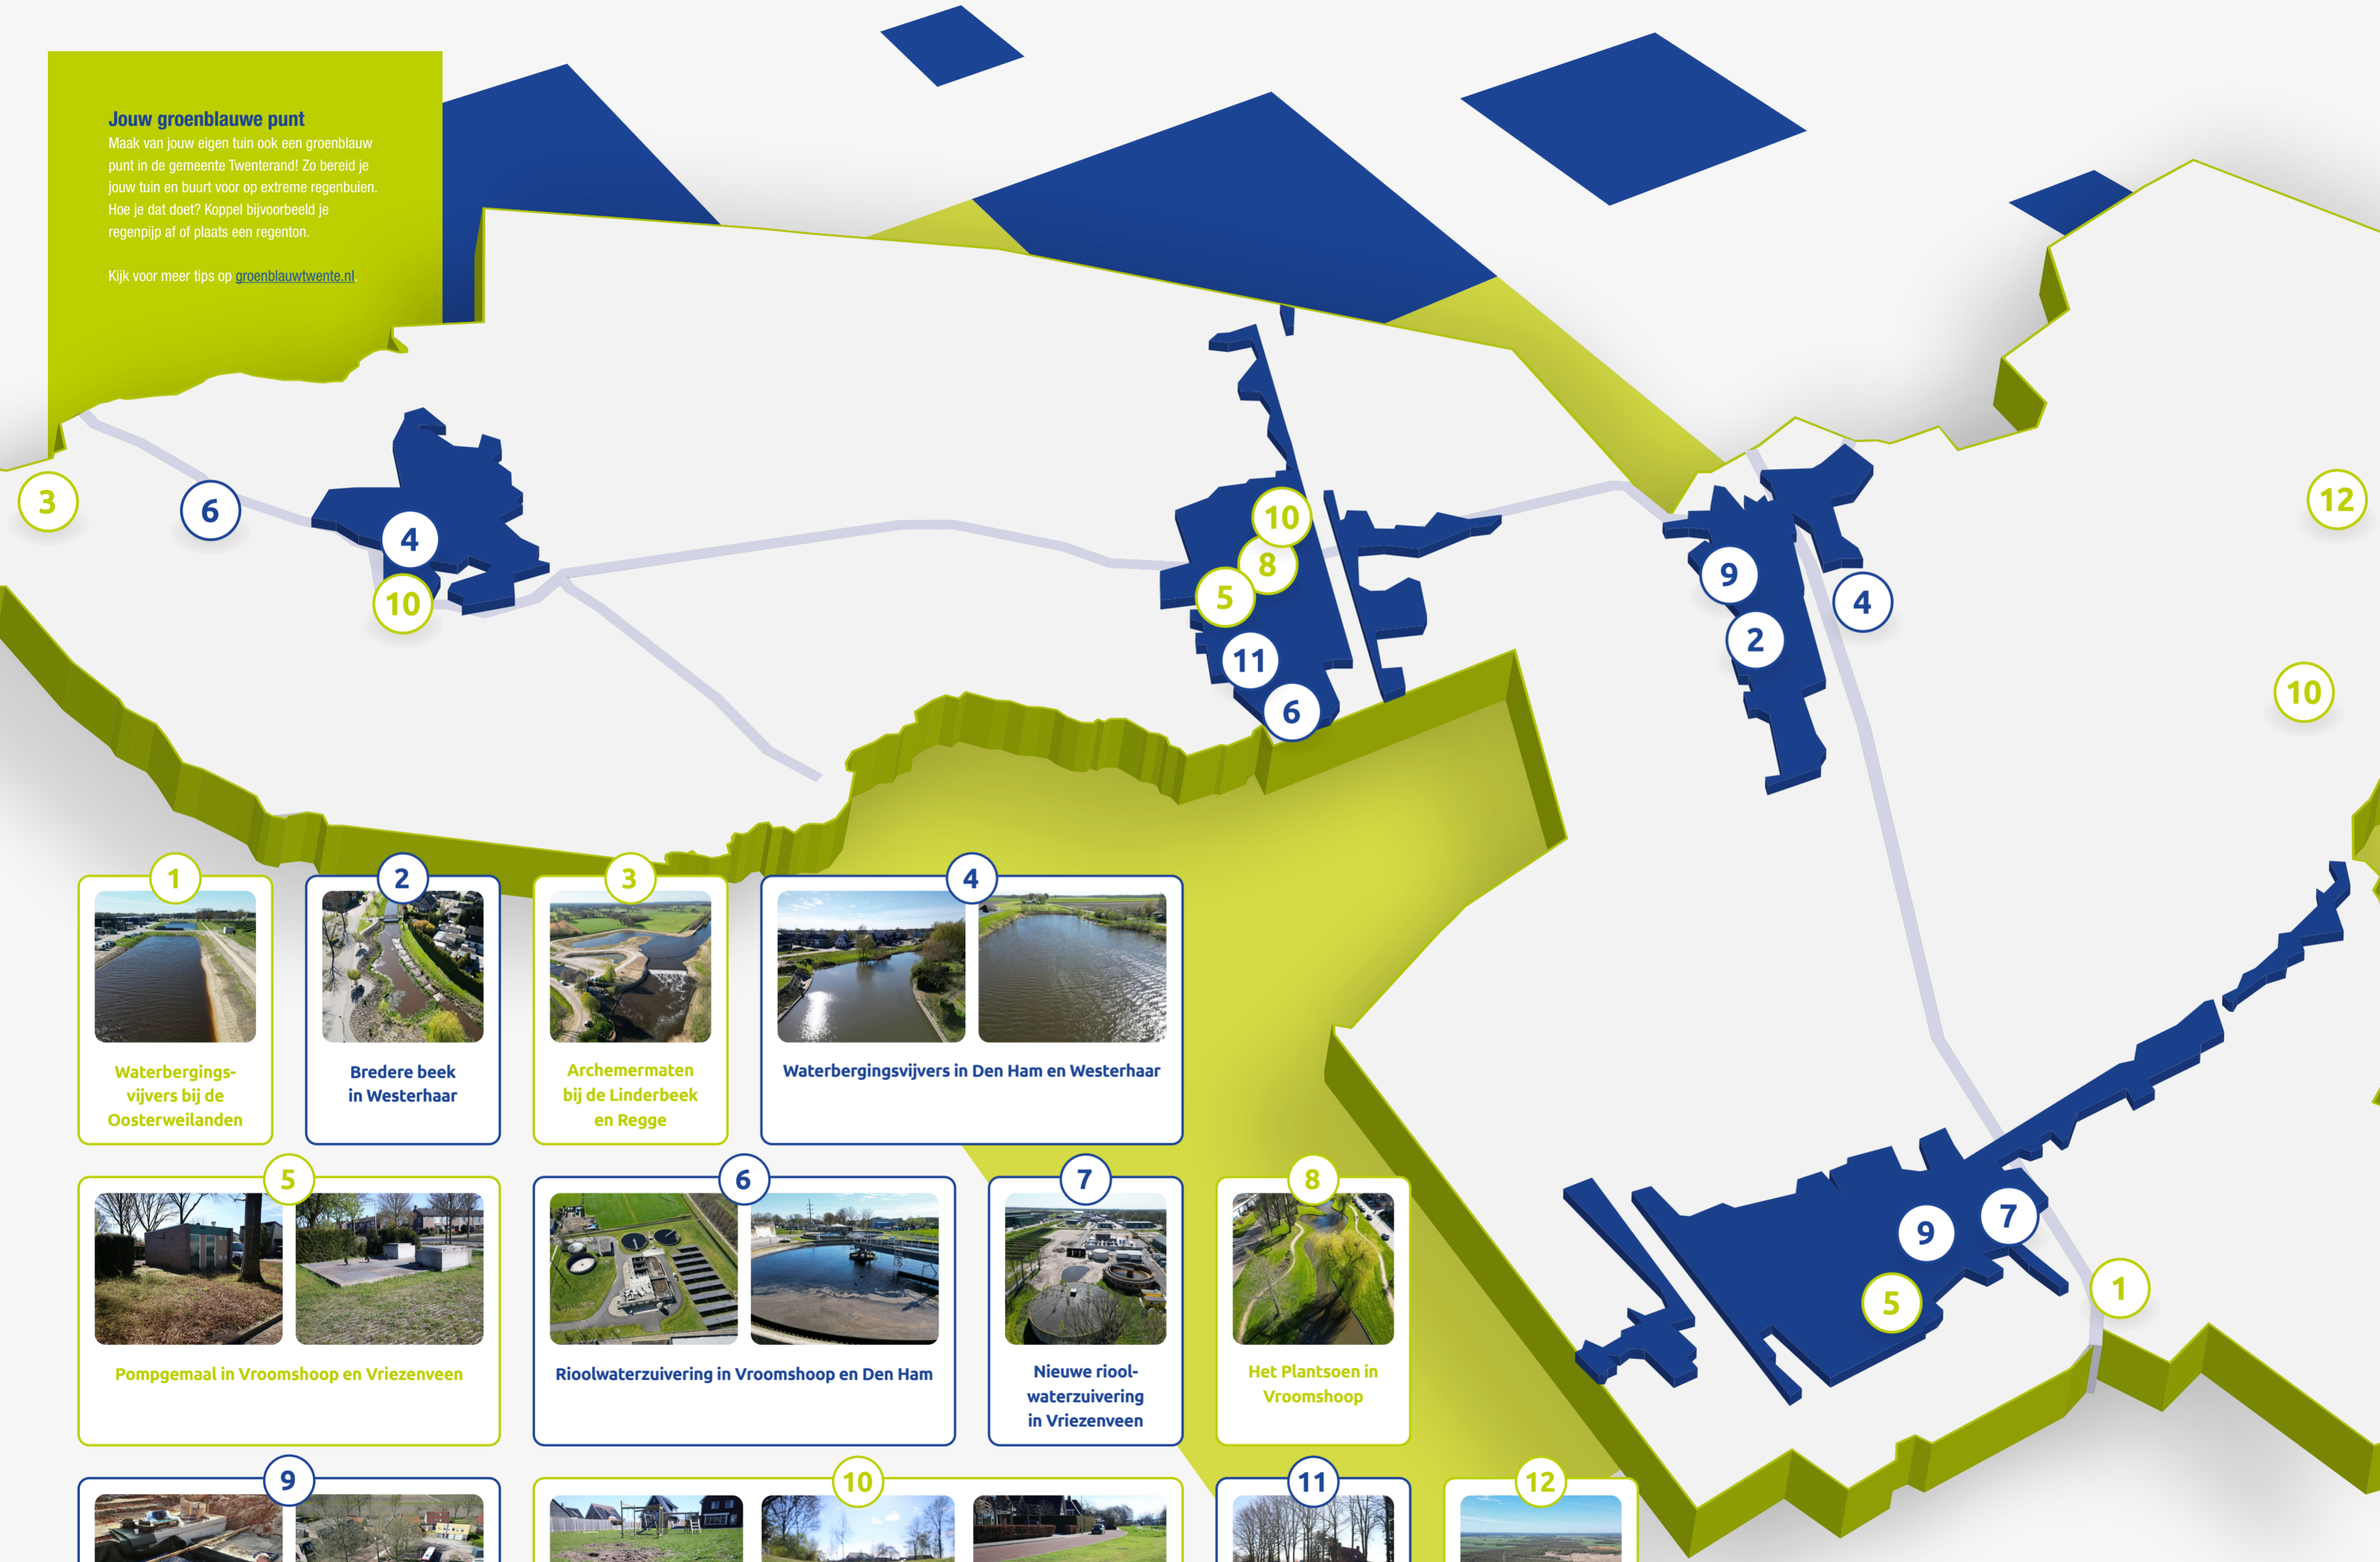 Jouw groenblauwe punt
Maak van jouw eigen tuin ook een groenblauw
punt in de gemeente Twenterand! Zo bereid je
jouw tuin en buurt voor op extreme regenbuien.
Hoe je dat doet? Koppel bijvoorbeeld je
regenpijp af of plaats een regenton.
Kijk voor meer tips op groenblauwtwente.nl.
3
6
4
10
10
8
5
11
6
9
2
4
12
10
9
7
5
1
1
Waterbergings-
vijvers bij de
Oosterweilanden
2
Bredere beek
in Westerhaar
3
Archemermaten
bij de Linderbeek
en Regge
4
Waterbergingsvijvers in Den Ham en Westerhaar
5
Pompgemaal in Vroomshoop en Vriezenveen
6
Rioolwaterzuivering in Vroomshoop en Den Ham
7
Nieuwe riool-
waterzuivering
in Vriezenveen
8
Het Plantsoen in
Vroomshoop
9
10
11
12